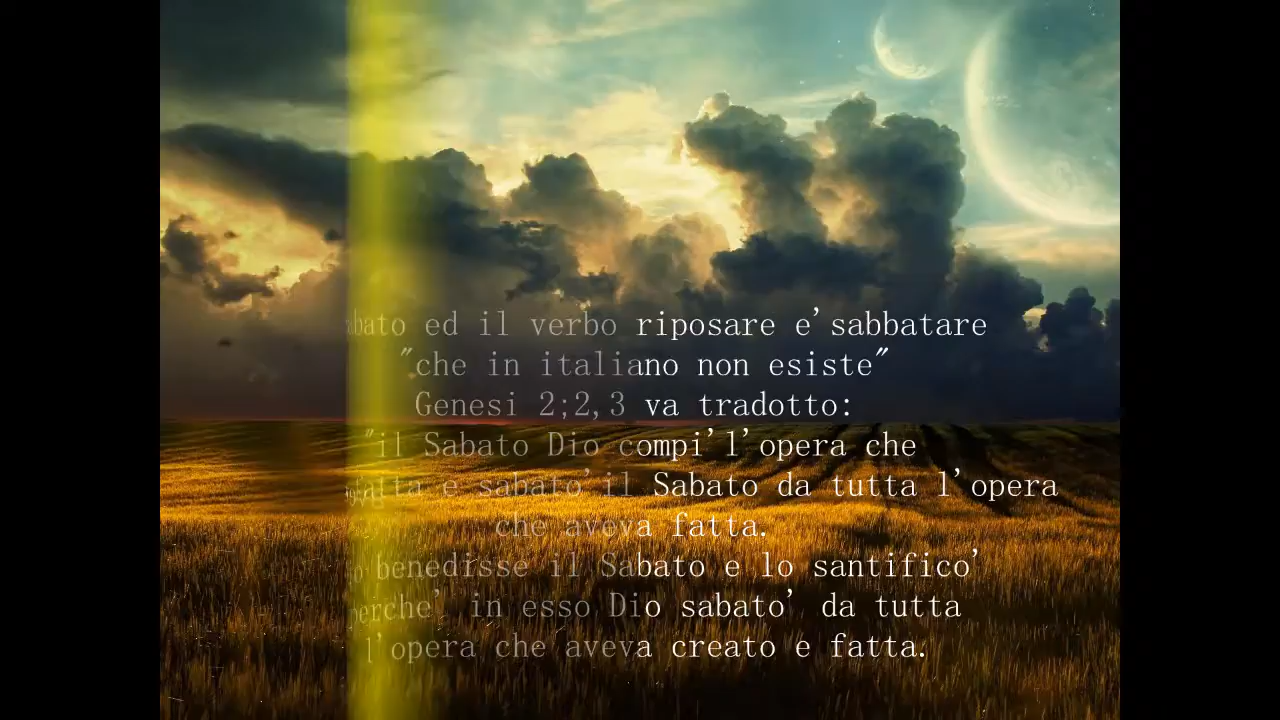 ed il verbo riposare e'sabbatare
"che in italiano non esiste"
Genesi 2;2,3 va tradotto:
"il Sabato Dio compi'l'opera che
e sabato'il Sabato da tutta l'opera
che aveva fatta.
benedisse il Sabato e lo santifico'
perche', in esso Dio sabato' da tutta
l'opera che aveva creato e fatta.